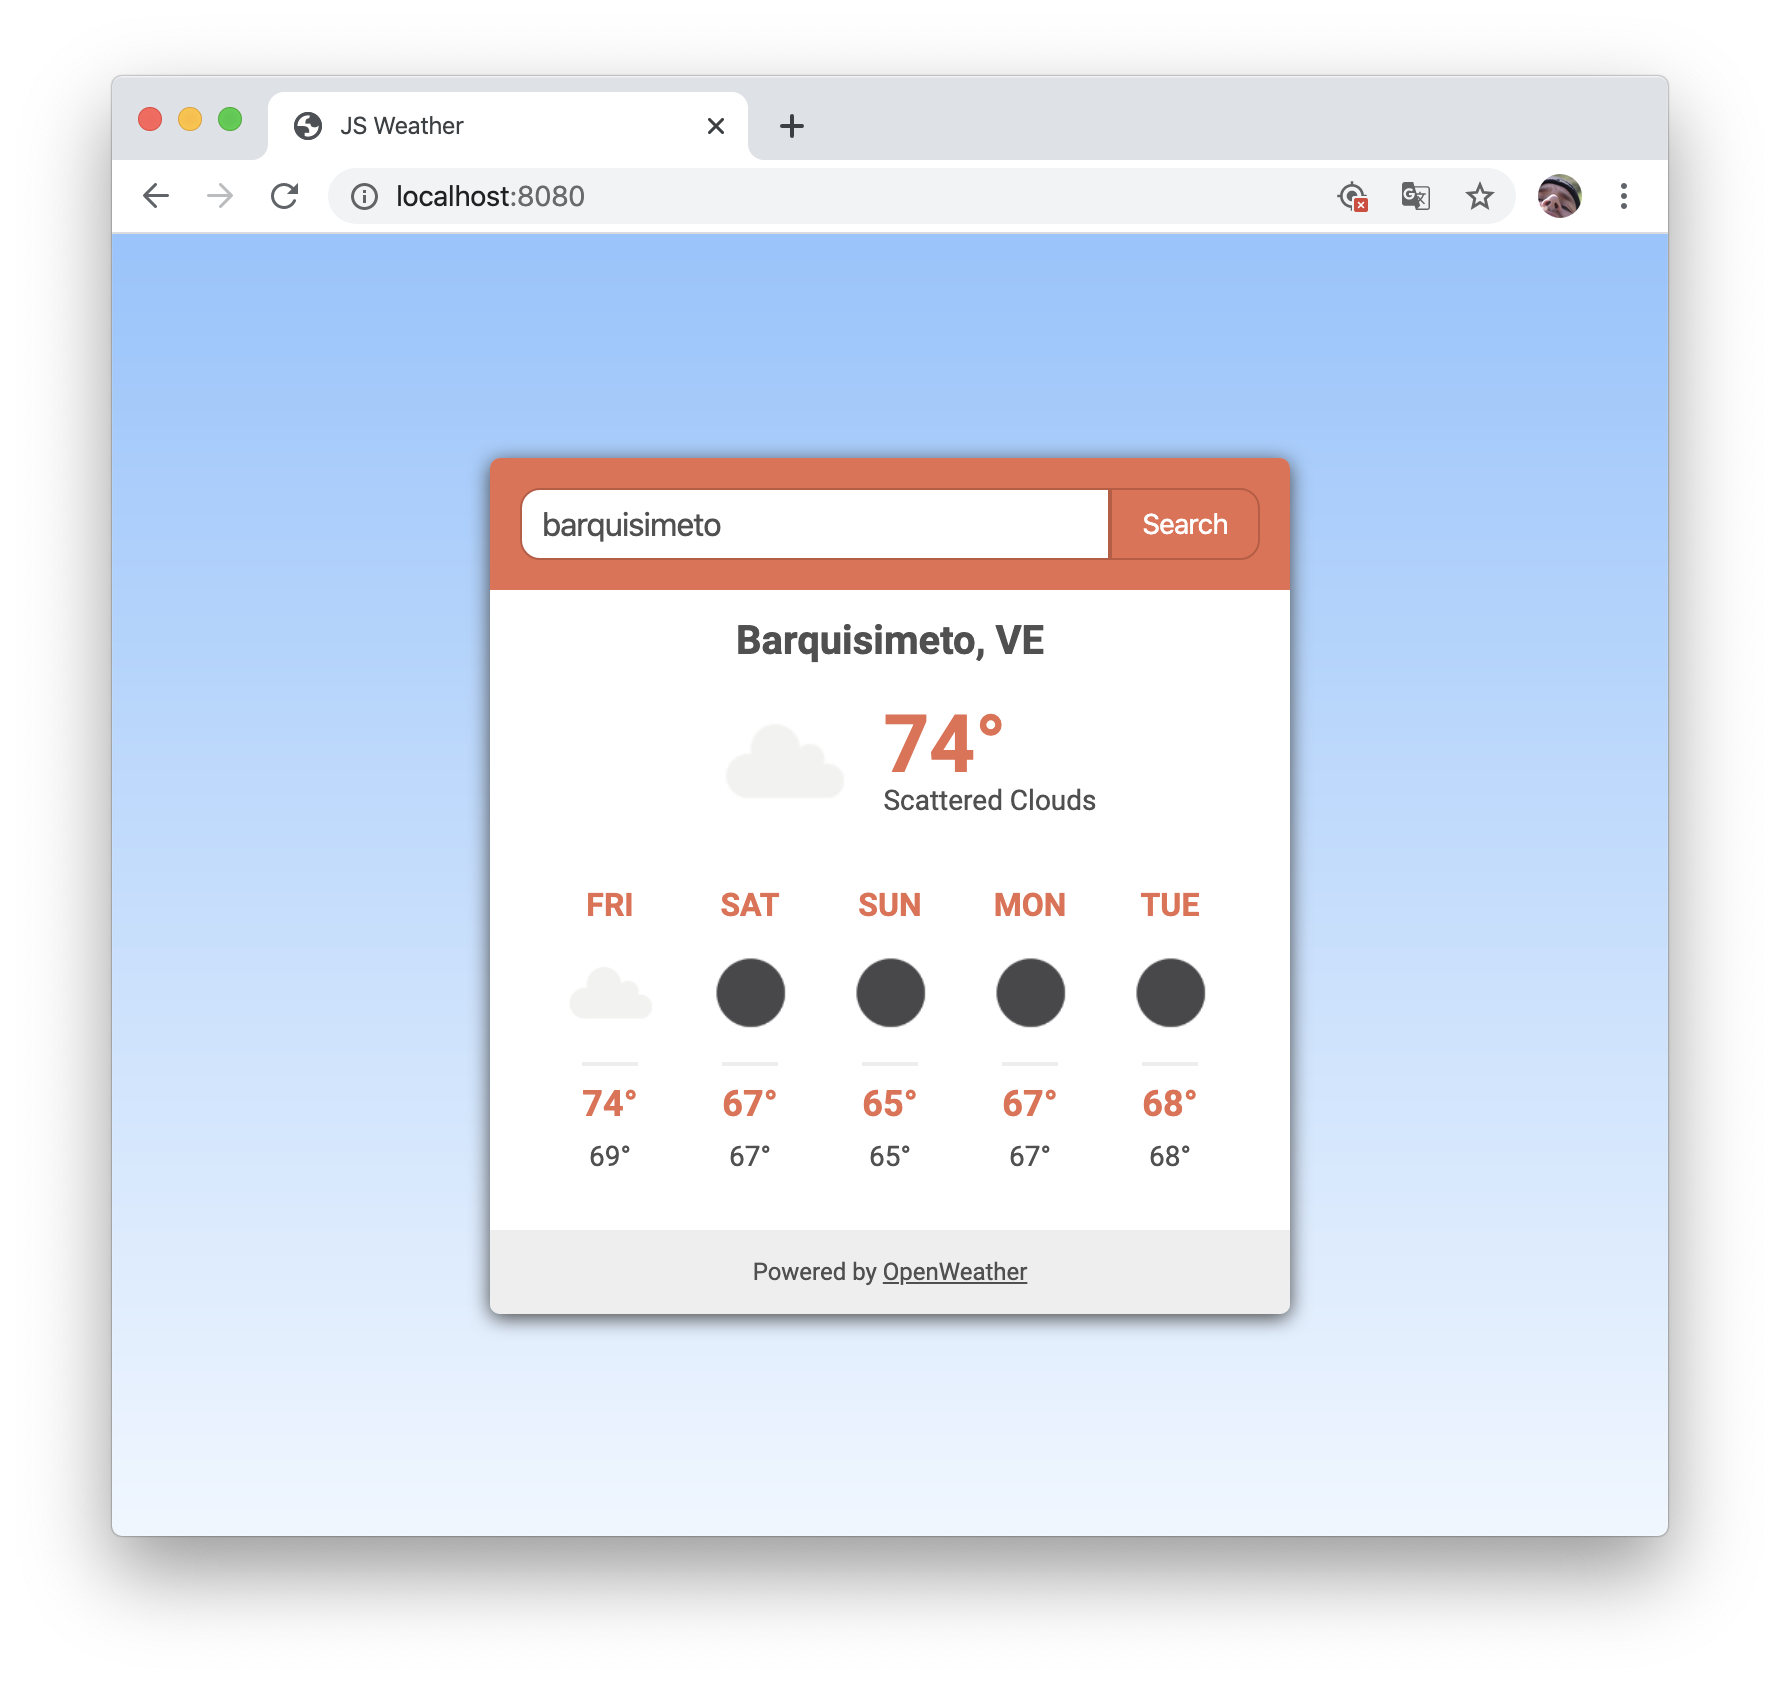 JS Weather
localhost:8080
barquisimeto
Search
Barquisimeto, VE
74°
Scattered Clouds
FRI SAT SUN MON TUE
74° 67° 65° 67° 68°
69° 67° 65° 67° 68°
Powered by OpenWeather